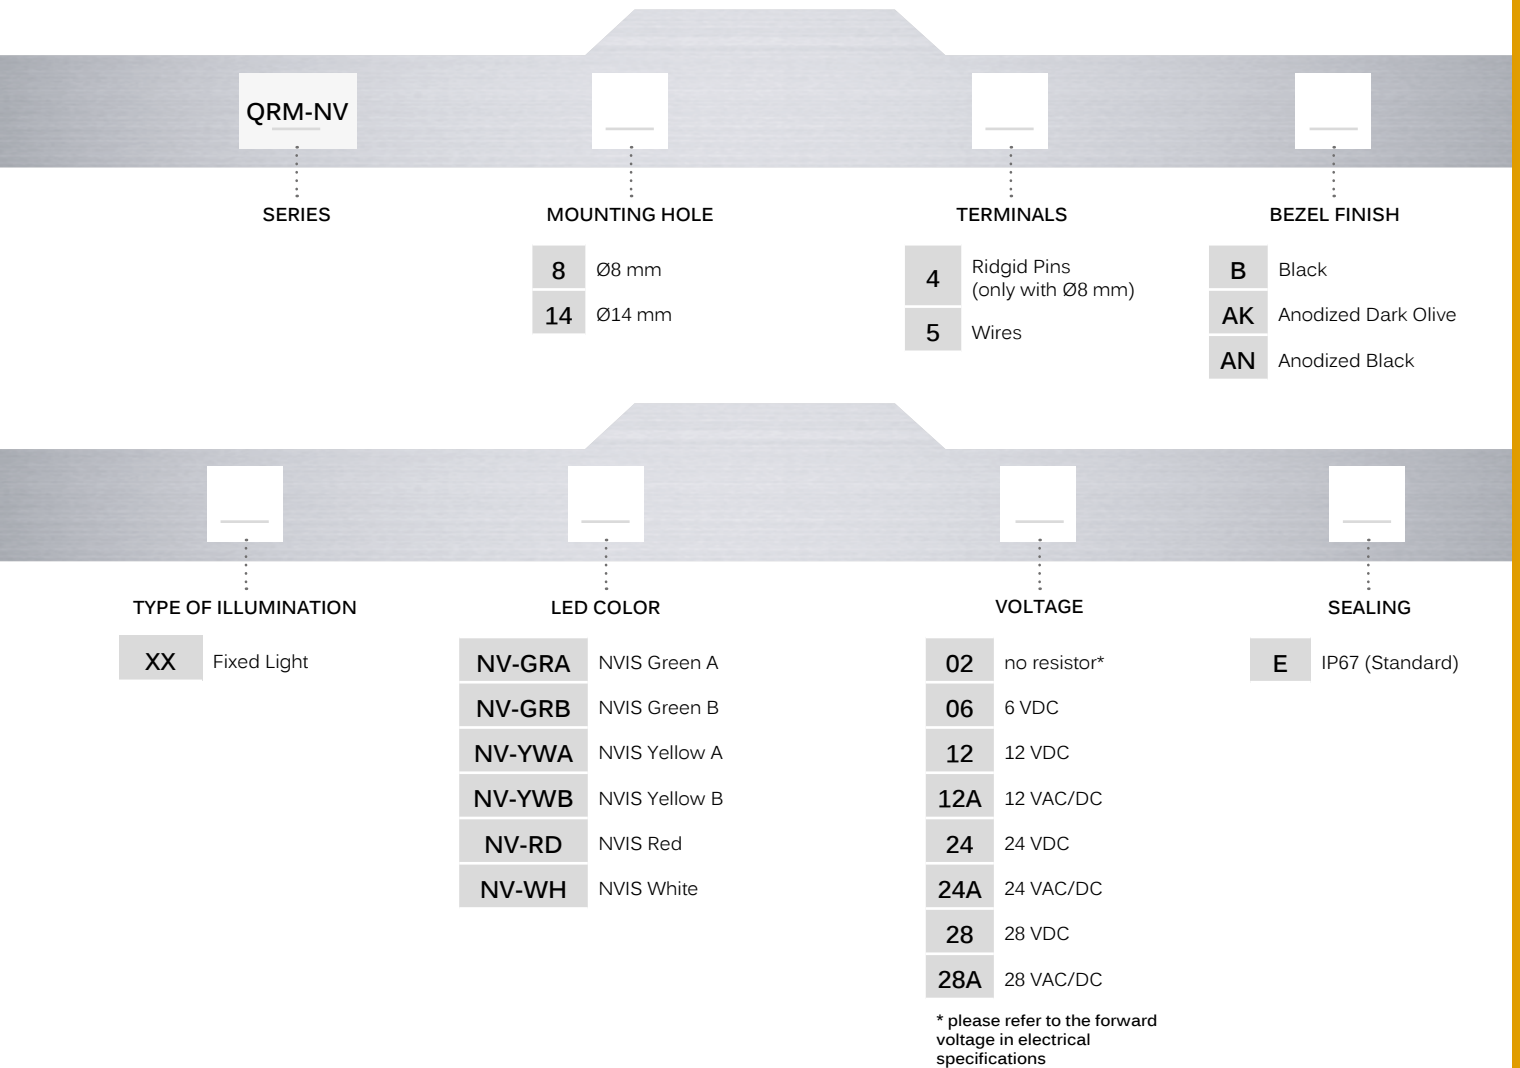 QRM-NV
SERIES
MOUNTING HOLE
8 Ø8 mm
14 Ø14 mm
TERMINALS
4 Ridgid Pins
(only with Ø8 mm)
5 Wires
BEZEL FINISH
B Black
AK Anodized Dark Olive
AN Anodized Black
TYPE OF ILLUMINATION
XX Fixed Light
LED COLOR
NV-GRA NVIS Green A
NV-GRB NVIS Green B
NV-YWA NVIS Yellow A
NV-YWB NVIS Yellow B
NV-RD NVIS Red
NV-WH NVIS White
VOLTAGE
02 no resistor*
06 6 VDC
12 12 VDC
12A 12 VAC/DC
24 24 VDC
24A 24 VAC/DC
28 28 VDC
28A 28 VAC/DC
* please refer to the forward
voltage in electrical
specifications
SEALING
E IP67 (Standard)